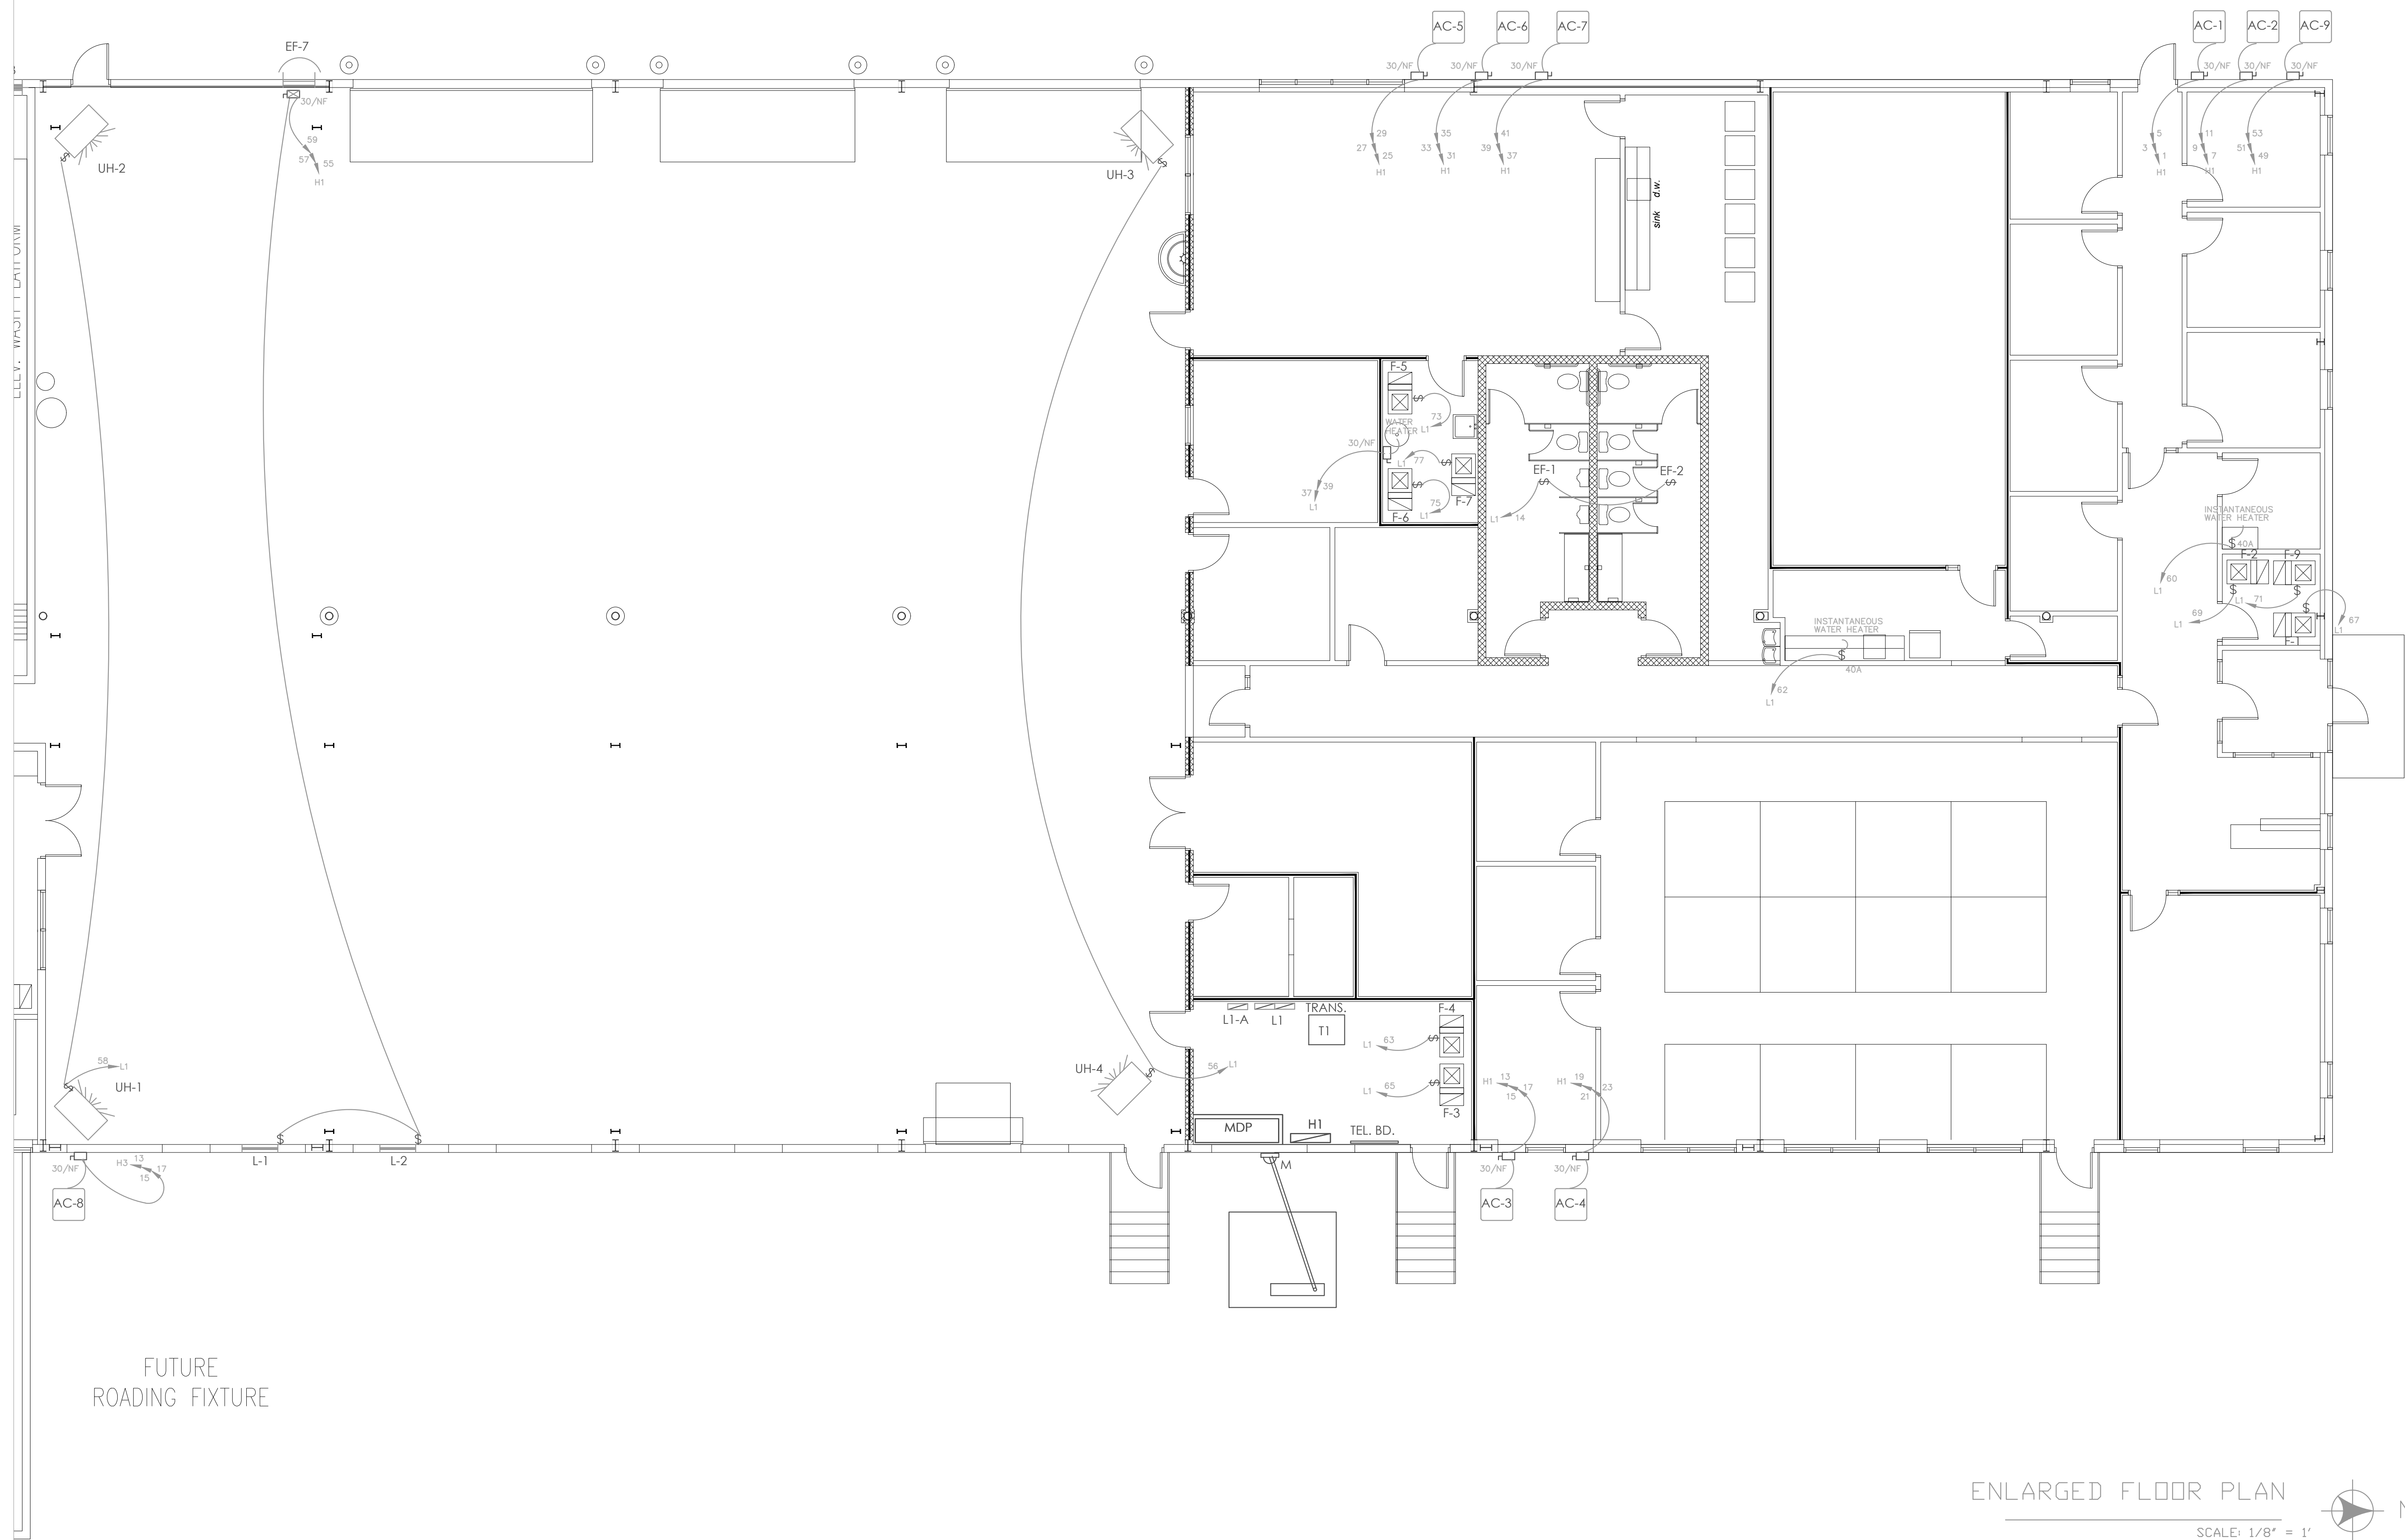 AC-5
AC-6
AC-7
AC-1
AC-2
AC-9
EF-7
30/NF
30/NF
30/NF
30/NF
30/NF
30/NF
30/NF
UH-2
59
57
55
H1
UH-3
29
27
25
H1
35
33
31
H1
41
39
37
H1
5
3
1
H1
11
9
7
H1
53
51
49
H1
sink d.w.
F-5
73
L1
WATER
HEATER
30/NF
L1
77
37
39
L1
75
L1
F-6
F-7
EF-1
EF-2
L1
14
INSTANTANEOUS
WATER HEATER
40A
F-2
F-9
60
L1
L1
71
69
L1
67
L1
F-1
INSTANTANEOUS
WATER HEATER
40A
62
L1
L1-A
L1
TRANS.
T1
F-4
L1
63
L1
65
F-3
58
L1
UH-1
UH-4
56
L1
H1
13
17
15
H1
19
23
21
MDP
H1
TEL. BD.
L-1
L-2
M
30/NF
H3
13
17
15
AC-8
30/NF
30/NF
AC-3
AC-4
FUTURE
ROADING FIXTURE
ENLARGED FLOOR PLAN
SCALE: 1/8" = 1'